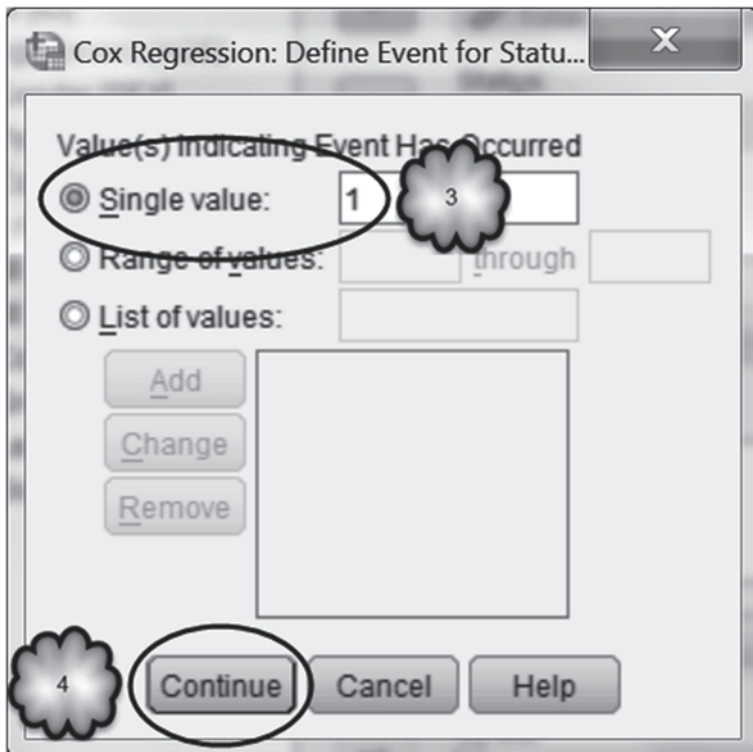 Cox Regression: Define Event for Statu...
Value(s) Indicating Event Has Occurred
Single value: 1 3
Range of values: through
List of values:
Add
Change
Remove
4 Continue Cancel Help